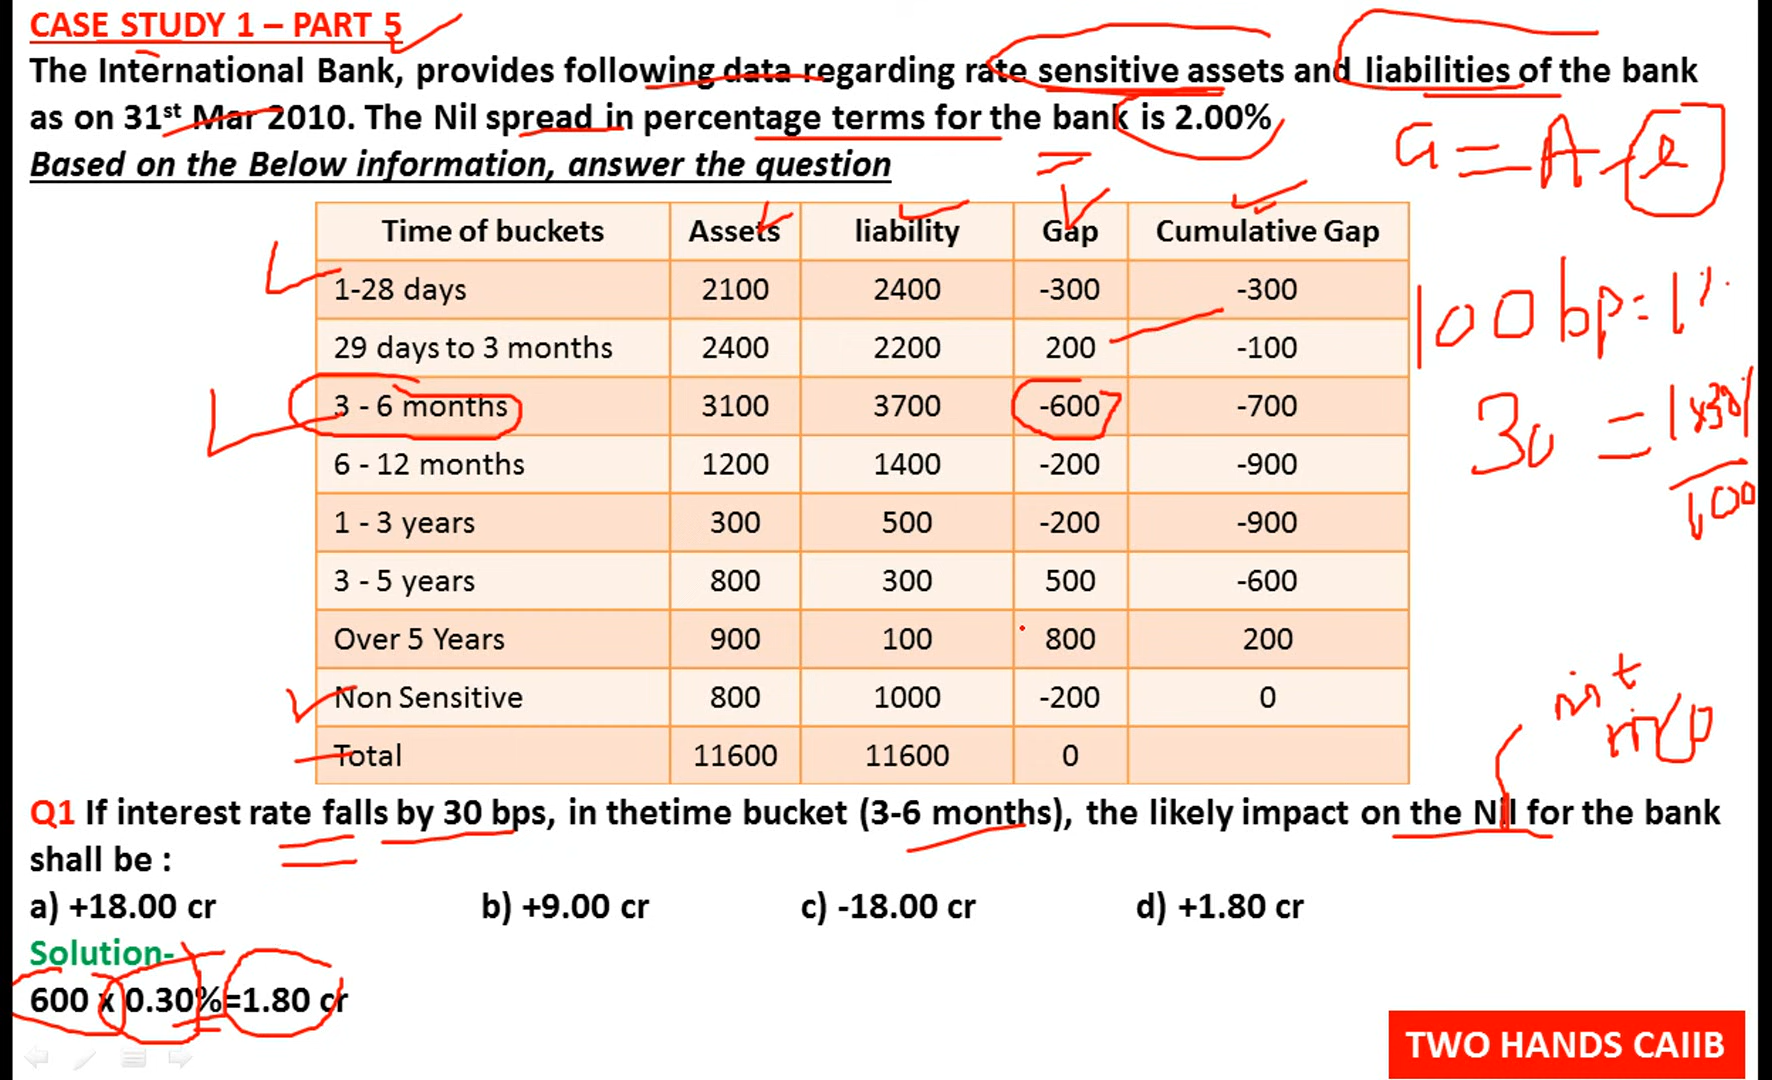 CASE STUDY 1 – PART 5
The International Bank, provides following data regarding rate sensitive assets and liabilities of the bank
as on 31st Mar 2010. The Nil spread in percentage terms for the bank is 2.00%
Based on the Below information, answer the question
G = A - L
Time of buckets Assets liability Gap Cumulative Gap
1-28 days 2100 2400 -300 -300
29 days to 3 months 2400 2200 200 -100
3 - 6 months 3100 3700 -600 -700
6 - 12 months 1200 1400 -200 -900
1 - 3 years 300 500 -200 -900
3 - 5 years 800 300 500 -600
Over 5 Years 900 100 800 200
Non Sensitive 800 1000 -200 0
Total 11600 11600 0
100 bp = 1%
30 = 1x30%
100
Q1 If interest rate falls by 30 bps, in thetime bucket (3-6 months), the likely impact on the Nil for the bank
shall be :
a) +18.00 cr b) +9.00 cr c) -18.00 cr d) +1.80 cr
Solution-
600 x 0.30%=1.80 cr
TWO HANDS CAIIB